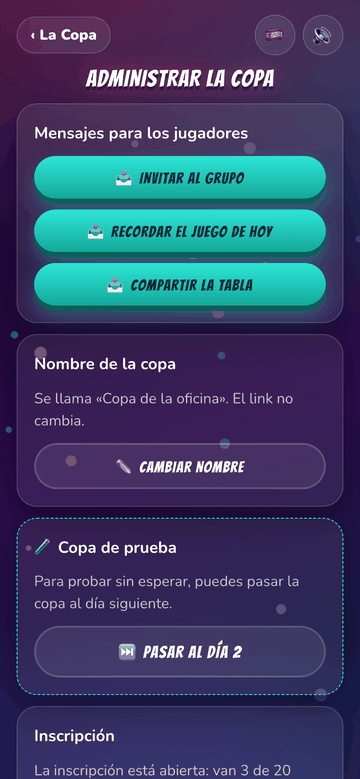 ‹ La Copa
ADMINISTRAR LA COPA
Mensajes para los jugadores
INVITAR AL GRUPO
RECORDAR EL JUEGO DE HOY
COMPARTIR LA TABLA
Nombre de la copa
Se llama «Copa de la oficina». El link no
cambia.
CAMBIAR NOMBRE
Copa de prueba
Para probar sin esperar, puedes pasar la
copa al día siguiente.
PASAR AL DÍA 2
Inscripción
La inscripción está abierta: van 3 de 20